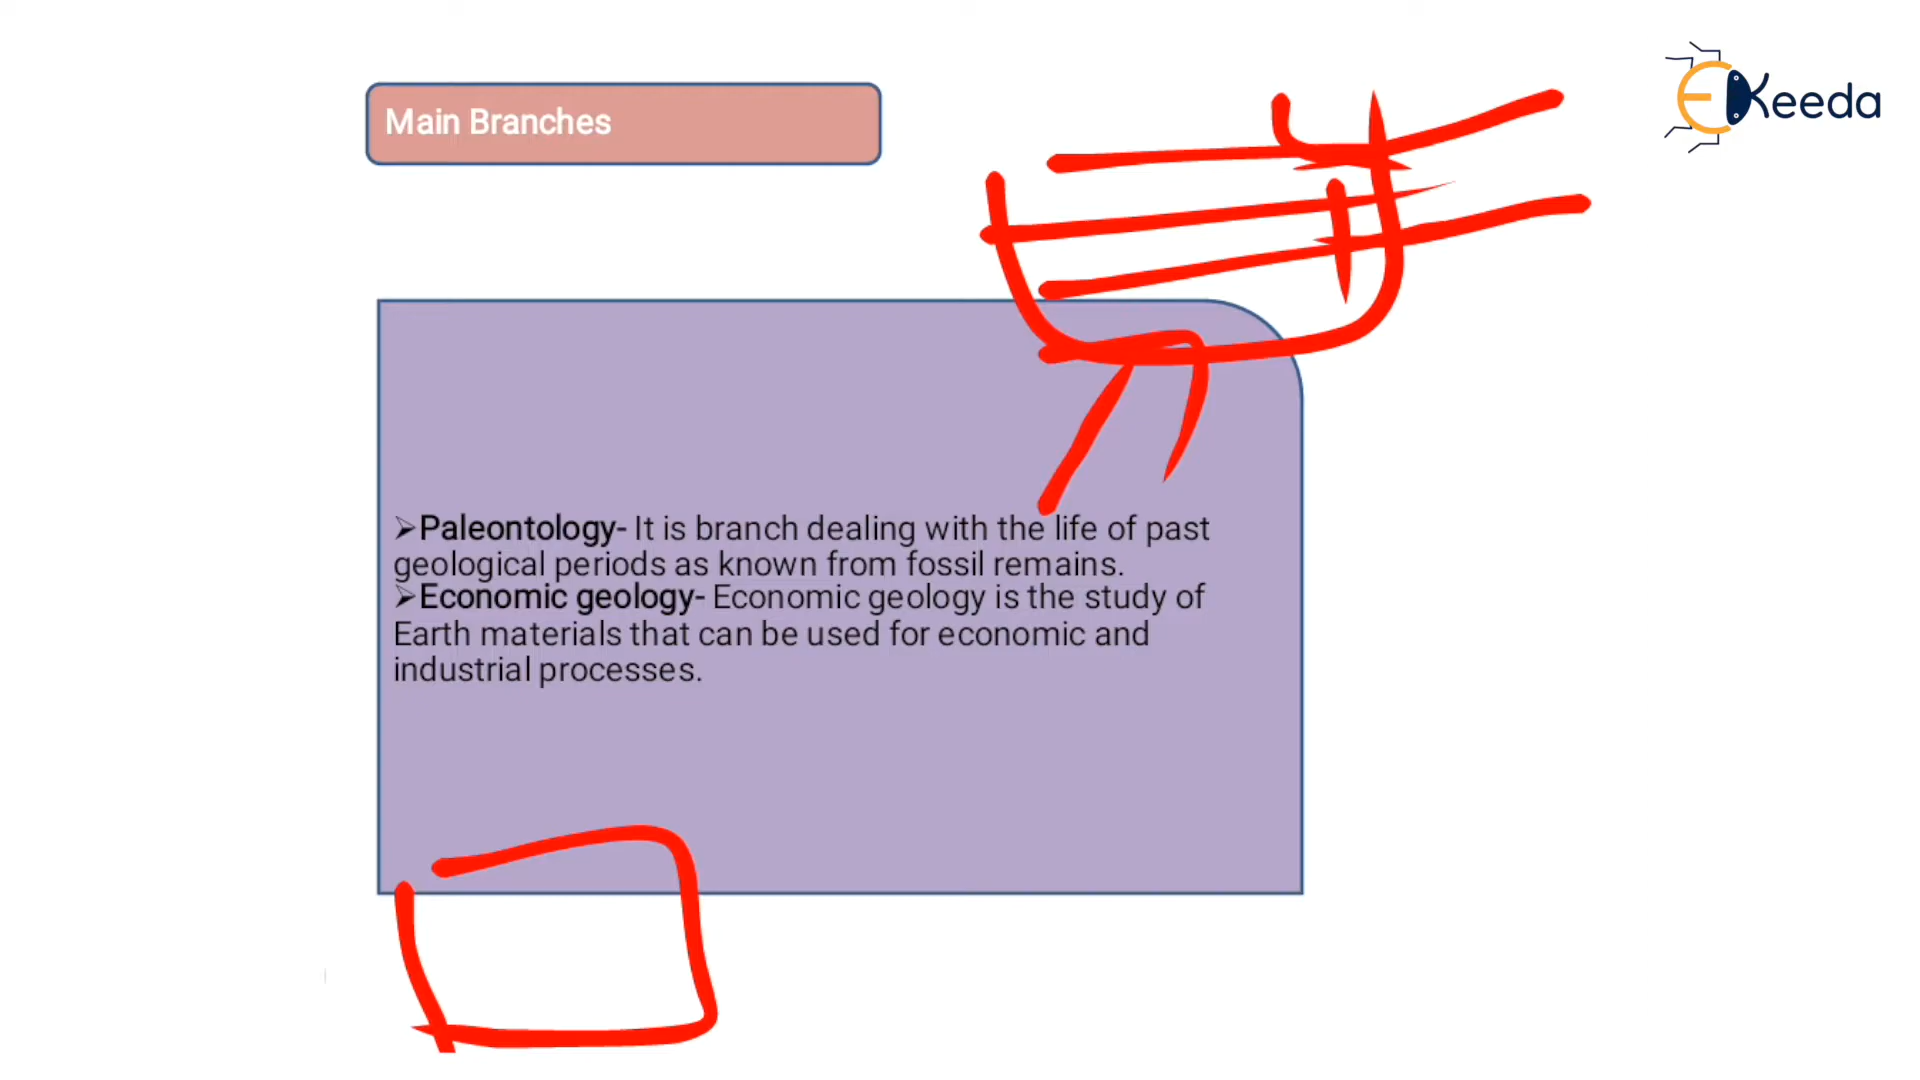 Main Branches
EKeeda
➢Paleontology- It is branch dealing with the life of past
geological periods as known from fossil remains.
➢Economic geology- Economic geology is the study of
Earth materials that can be used for economic and
industrial processes.